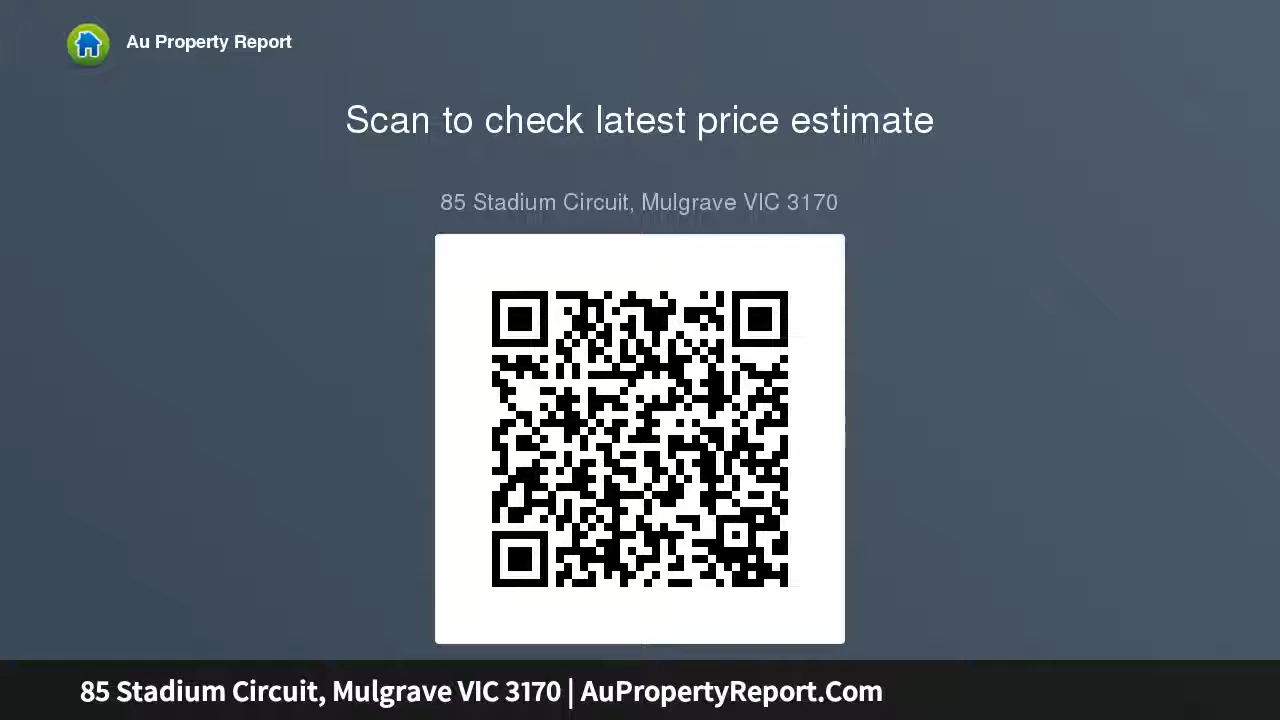 Au Property Report
Scan to check latest price estimate
85 Stadium Circuit, Mulgrave VIC 3170
85 Stadium Circuit, Mulgrave VIC 3170 | AuPropertyReport.Com